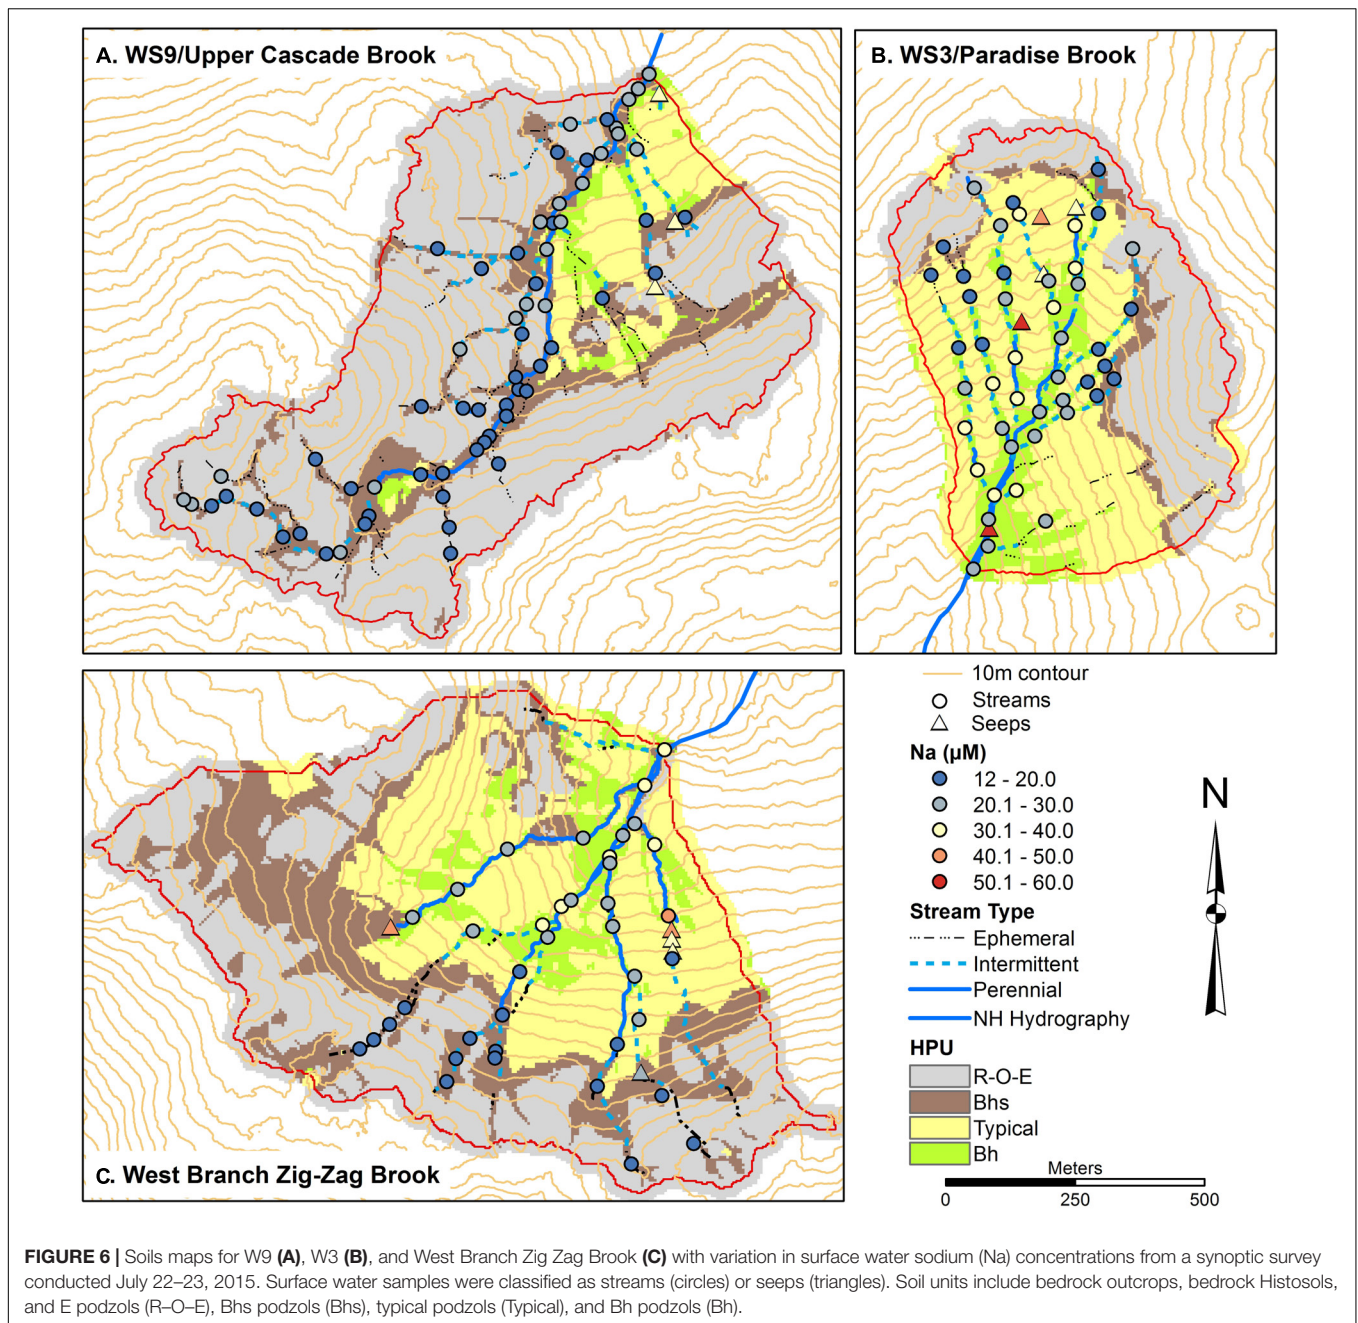 A. WS9/Upper Cascade Brook
B. WS3/Paradise Brook
C. West Branch Zig-Zag Brook
10m contour
Streams
Seeps
Na (µM)
12 - 20.0
20.1 - 30.0
30.1 - 40.0
40.1 - 50.0
50.1 - 60.0
Stream Type
Ephemeral
Intermittent
Perennial
NH Hydrography
HPU
R-O-E
Bhs
Typical
Bh
N
Meters
0 250 500
FIGURE 6 | Soils maps for W9 (A), W3 (B), and West Branch Zig Zag Brook (C) with variation in surface water sodium (Na) concentrations from a synoptic survey
conducted July 22–23, 2015. Surface water samples were classified as streams (circles) or seeps (triangles). Soil units include bedrock outcrops, bedrock Histosols,
and E podzols (R–O–E), Bhs podzols (Bhs), typical podzols (Typical), and Bh podzols (Bh).